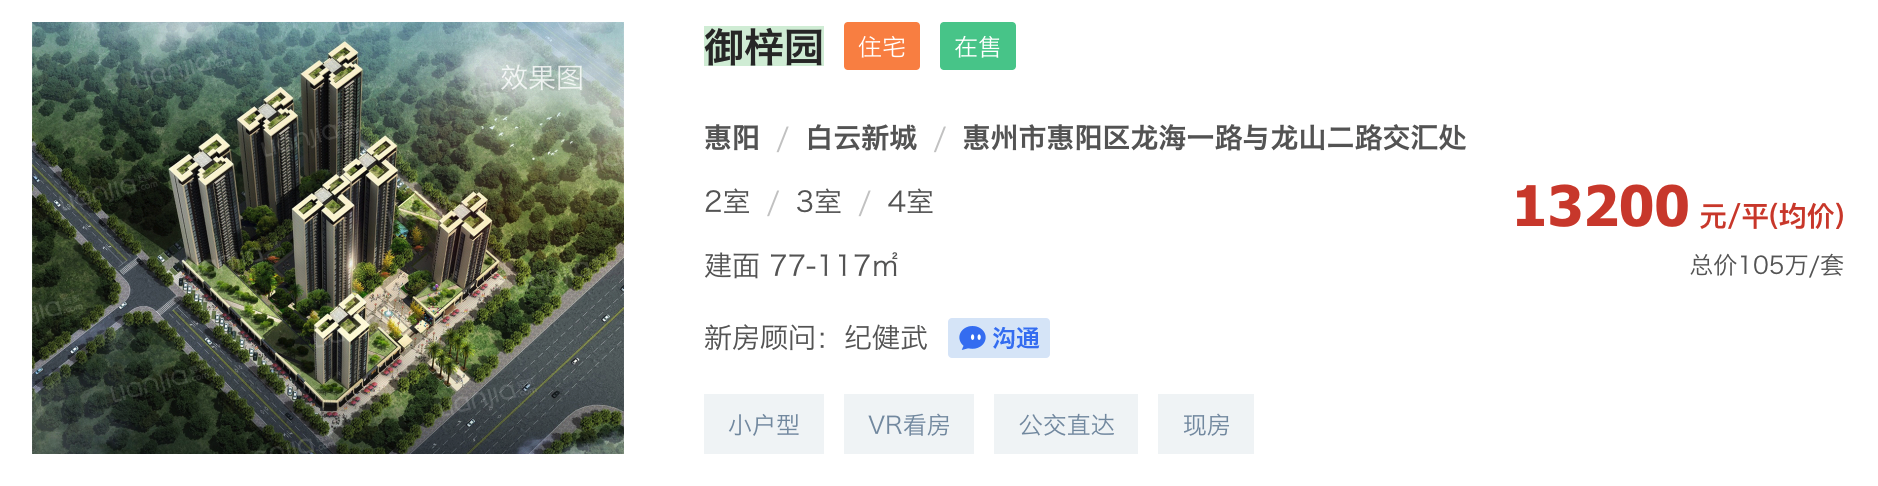 效果图
lianjia.com
御梓园 住宅 在售
惠阳 / 白云新城 / 惠州市惠阳区龙海一路与龙山二路交汇处
2室 / 3室 / 4室
13200 元/平(均价)
建面 77-117㎡
总价105万/套
新房顾问：纪健武 沟通
小户型 VR看房 公交直达 现房